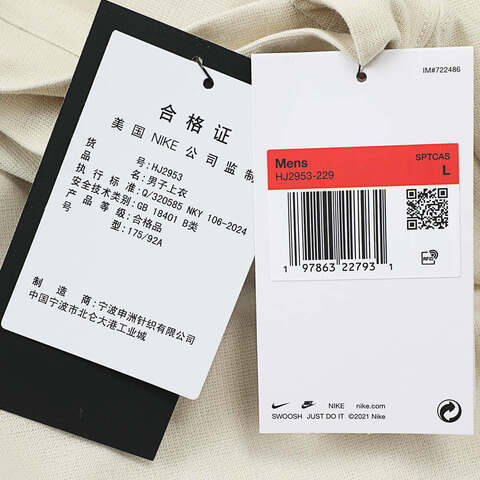 合格证
美国 NIKE 公司监制
货 号:HJ2953
品 名:男子上衣
执行标准:Q/320585 NKY 106-2024
安全技术类别:GB 18401 B类
产品等级:合格品
号 型:175/92A
制造商:宁波申洲针织有限公司
中国宁波市北仑大港工业城
IM#722486
Mens
SPTCAS
HJ2953-229
L
1 97863 22793 1
RFID
NIKE nike.com
SWOOSH JUST DO IT ©2021 Nike